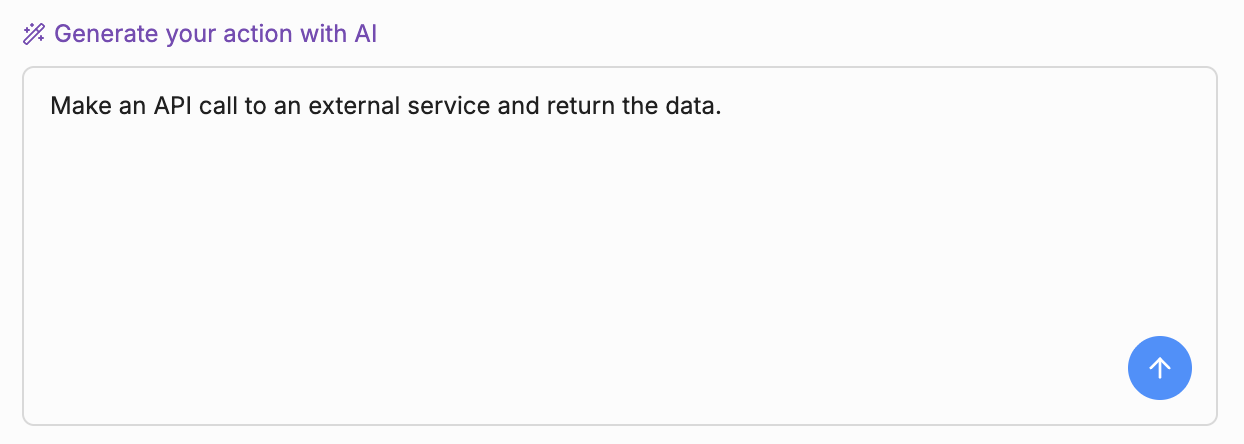 Generate your action with AI
Make an API call to an external service and return the data.